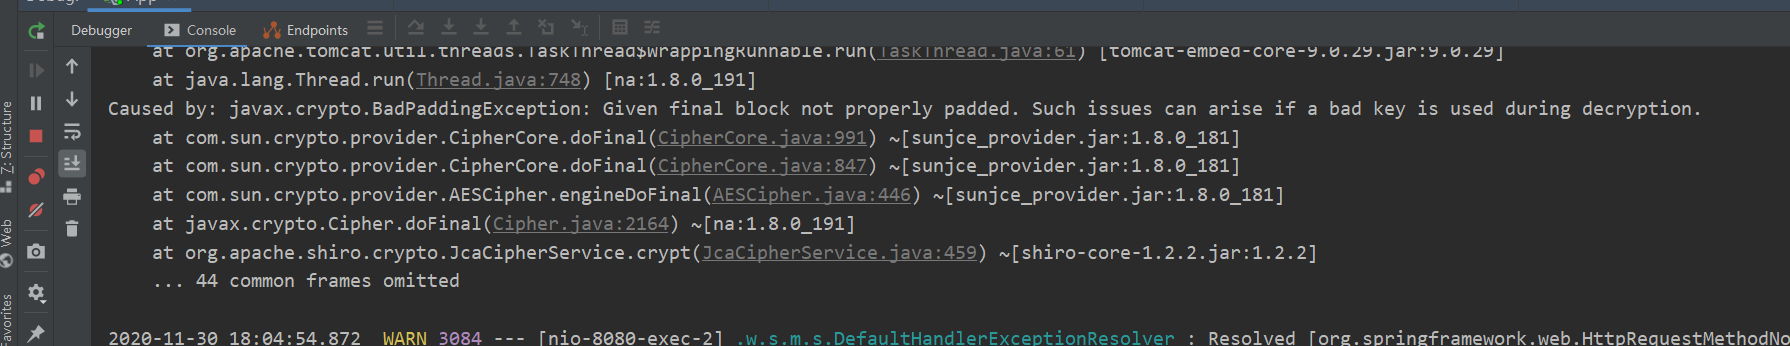 Debugger Console Endpoints
at org.apache.tomcat.util.threads.TaskThread$WrappingRunnable.run(TaskThread.java:61) [tomcat-embed-core-9.0.29.jar:9.0.29]
at java.lang.Thread.run(Thread.java:748) [na:1.8.0_191]
Caused by: javax.crypto.BadPaddingException: Given final block not properly padded. Such issues can arise if a bad key is used during decryption.
at com.sun.crypto.provider.CipherCore.doFinal(CipherCore.java:991) ~[sunjce_provider.jar:1.8.0_181]
at com.sun.crypto.provider.CipherCore.doFinal(CipherCore.java:847) ~[sunjce_provider.jar:1.8.0_181]
at com.sun.crypto.provider.AESCipher.engineDoFinal(AESCipher.java:446) ~[sunjce_provider.jar:1.8.0_181]
at javax.crypto.Cipher.doFinal(Cipher.java:2164) ~[na:1.8.0_191]
at org.apache.shiro.crypto.JcaCipherService.crypt(JcaCipherService.java:459) ~[shiro-core-1.2.2.jar:1.2.2]
... 44 common frames omitted
2020-11-30 18:04:54.872 WARN 3084 --- [nio-8080-exec-2] .w.s.m.s.DefaultHandlerExceptionResolver : Resolved [org.springframework.web.HttpRequestMethodNo
Z: Structure
Web
Favorites